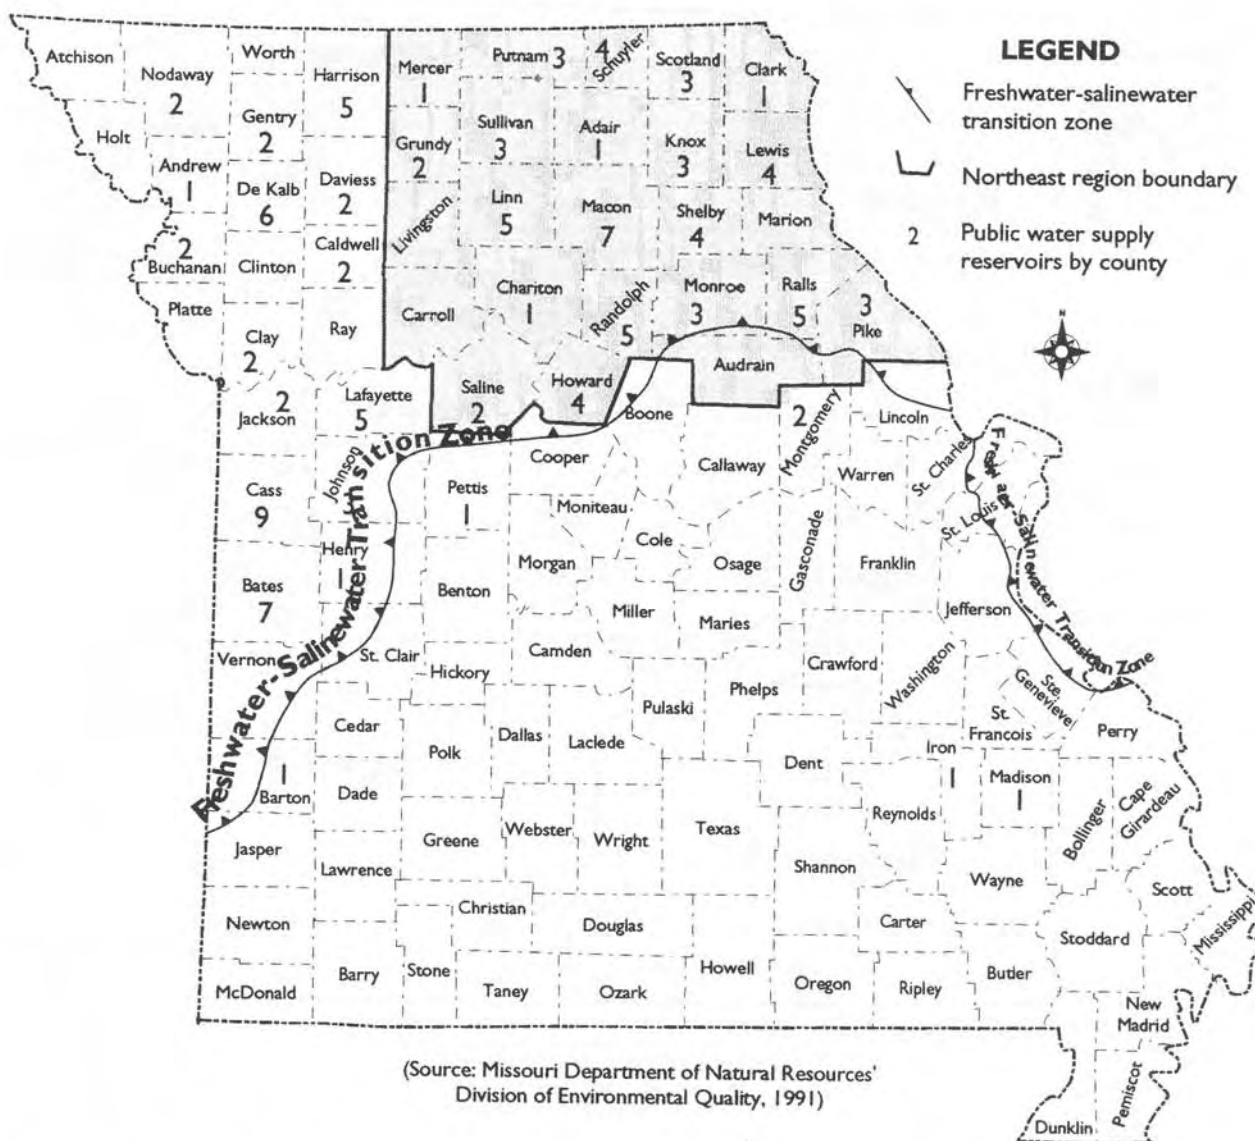 LEGEND
Freshwater-salinewater
transition zone
Northeast region boundary
2 Public water supply
reservoirs by county
N
Atchison
Nodaway
2
Worth
Harrison
5
Mercer
1
Putnam 3
4
Schuyler
Scotland
3
Clark
1
Holt
Gentry
2
Andrew
1
De Kalb
6
Daviess
2
Grundy
2
Sullivan
3
Adair
1
Knox
3
Lewis
4
Livingston
Linn
5
Macon
7
Shelby
4
Marion
2
Buchanan
Clinton
Caldwell
2
Platte
Clay
2
Ray
Carroll
Chariton
1
Randolph
5
Monroe
3
Ralls
5
3
Pike
2
Jackson
Lafayette
5
Saline
2
Howard
4
Boone
Audrain
2
Montgomery
Lincoln
Johnson
Cooper
Callaway
Warren
St. Charles
Cass
9
Pettis
1
Moniteau
Cole
Osage
Gasconade
Franklin
St. Louis
Henry
1
Bates
7
Benton
Morgan
Miller
Maries
Jefferson
Vernon
St. Clair
Hickory
Camden
Pulaski
Phelps
Crawford
Washington
Ste.
Genevieve
St.
Francois
Perry
Cedar
Polk
Dallas
Laclede
Dent
Iron
1
Madison
1
Bollinger
Cape
Girardeau
1
Barton
Dade
Greene
Webster
Wright
Texas
Reynolds
Shannon
Wayne
Scott
Jasper
Lawrence
Christian
Douglas
Carter
Stoddard
Mississippi
Newton
Barry
Stone
Taney
Ozark
Howell
Oregon
Ripley
Butler
McDonald
New
Madrid
Dunklin
Pemiscot
Freshwater-Salinewater Transition Zone
Salinewater Transition Zone
(Source: Missouri Department of Natural Resources'
Division of Environmental Quality, 1991)